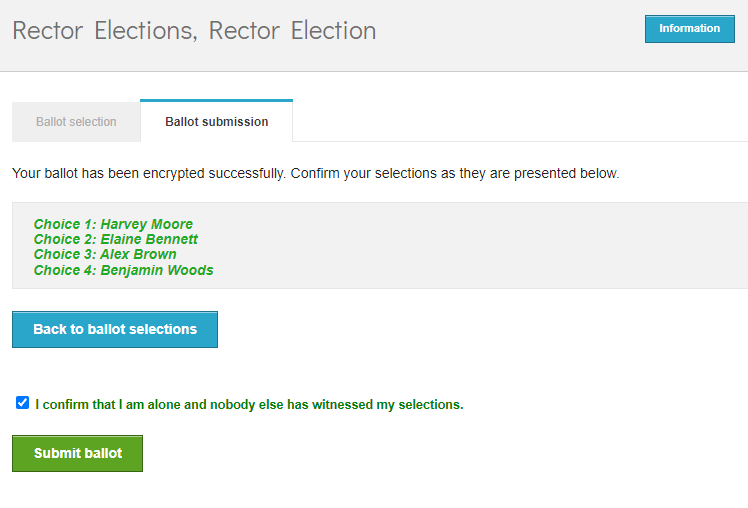 Rector Elections, Rector Election
Information
Ballot selection
Ballot submission
Your ballot has been encrypted successfully. Confirm your selections as they are presented below.
Choice 1: Harvey Moore
Choice 2: Elaine Bennett
Choice 3: Alex Brown
Choice 4: Benjamin Woods
Back to ballot selections
I confirm that I am alone and nobody else has witnessed my selections.
Submit ballot